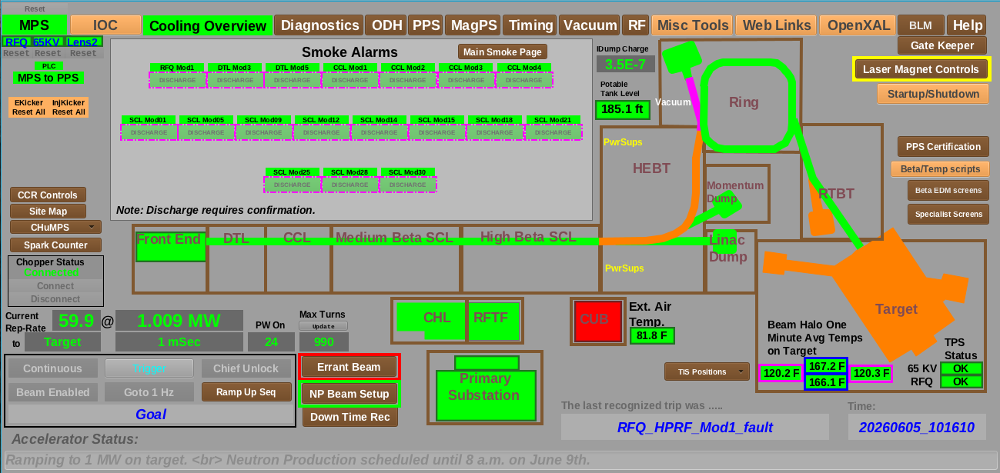 Reset
MPS IOC Cooling Overview Diagnostics ODH PPS MagPS Timing Vacuum RF Misc Tools Web Links OpenXAL BLM Help
RFQ 65KV Lens2
Reset Reset Reset
PLC
MPS to PPS
EKicker InjKicker
Reset All Reset All
Smoke Alarms
Main Smoke Page
RFQ Mod1 DTL Mod3 DTL Mod5 CCL Mod1 CCL Mod2 CCL Mod3 CCL Mod4
DISCHARGE DISCHARGE DISCHARGE DISCHARGE DISCHARGE DISCHARGE DISCHARGE
SCL Mod01 SCL Mod05 SCL Mod09 SCL Mod12 SCL Mod14 SCL Mod15 SCL Mod18 SCL Mod21
DISCHARGE DISCHARGE DISCHARGE DISCHARGE DISCHARGE DISCHARGE DISCHARGE DISCHARGE
SCL Mod25 SCL Mod28 SCL Mod30
DISCHARGE DISCHARGE DISCHARGE
Note: Discharge requires confirmation.
IDump Charge
3.5E-7
Potable
Tank Level
185.1 ft
Vacuum
Ring
Gate Keeper
Laser Magnet Controls
Startup/Shutdown
PPS Certification
Beta/Temp scripts
Beta EDM screens
Specialist Screens
PwrSups
HEBT
Momentum
Dump
RTBT
CCR Controls
Site Map
CHuMPS
Spark Counter
Front End DTL CCL Medium Beta SCL High Beta SCL
PwrSups
Linac
Dump
Chopper Status
Connected
Connect
Disconnect
Target
Current
Rep-Rate
59.9 @ 1.009 MW
to Target 1 mSec
PW On
24
Max Turns
Update
990
CHL RFTF
CUB
Ext. Air
Temp.
81.8 F
Beam Halo One
Minute Avg Temps
on Target
120.2 F 167.2 F 120.3 F
166.1 F
TPS
Status
65 KV OK
RFQ OK
Continuous Trigger Chief Unlock
Beam Enabled Goto 1 Hz Ramp Up Seq
Goal
Errant Beam
NP Beam Setup
Down Time Rec
Primary
Substation
TIS Positions
The last recognized trip was .....
RFQ_HPRF_Mod1_fault
Time:
20260605_101610
Accelerator Status:
Ramping to 1 MW on target. <br> Neutron Production scheduled until 8 a.m. on June 9th.